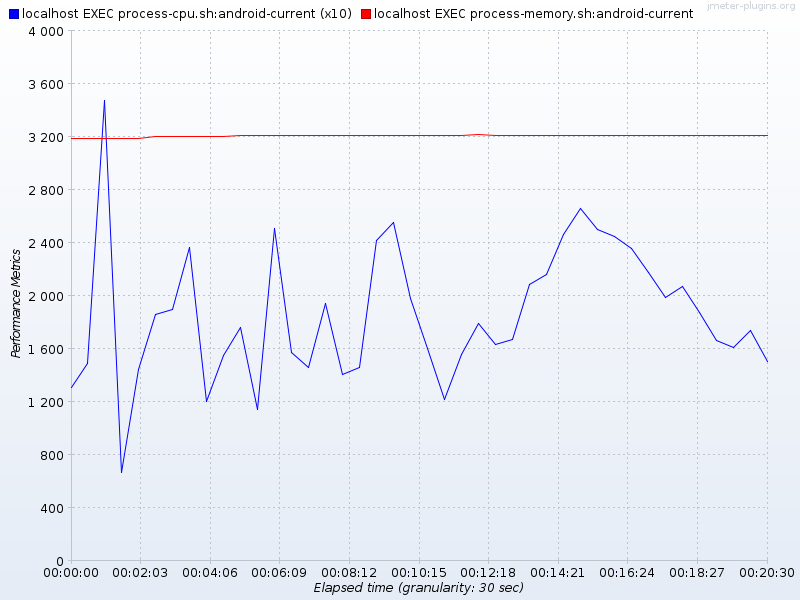 localhost EXEC process-cpu.sh:android-current (x10) localhost EXEC process-memory.sh:android-current
jmeter-plugins.org
4 000
3 600
3 200
2 800
2 400
2 000
1 600
1 200
800
400
0
Performance Metrics
00:00:00 00:02:03 00:04:06 00:06:09 00:08:12 00:10:15 00:12:18 00:14:21 00:16:24 00:18:27 00:20:30
Elapsed time (granularity: 30 sec)